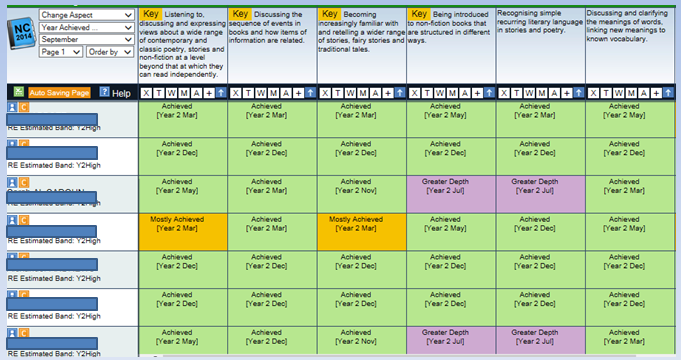 NC
2014
Change Aspect
Year Achieved ...
September
Page 1
Order by
Key Listening to,
discussing and expressing
views about a wide range
of contemporary and
classic poetry, stories and
non-fiction at a level
beyond that at which they
can read independently.
Key Discussing the
sequence of events in
books and how items of
information are related.
Key Becoming
increasingly familiar with
and retelling a wider range
of stories, fairy stories and
traditional tales.
Key Being introduced
to non-fiction books that
are structured in different
ways.
Recognising simple
recurring literary language
in stories and poetry.
Discussing and clarifying
the meanings of words,
linking new meanings to
known vocabulary.
Auto Saving Page ? Help
X T W M A + X T W M A + X T W M A + X T W M A + X T W M A + X T W M A +
C
RE Estimated Band: Y2High
Achieved Achieved Achieved Achieved Achieved Achieved
[Year 2 Mar] [Year 2 Mar] [Year 2 Mar] [Year 2 May] [Year 2 Mar] [Year 2 May]
C
RE Estimated Band: Y2High
Achieved Achieved Achieved Achieved Achieved Achieved
[Year 2 Dec] [Year 2 Dec] [Year 2 Dec] [Year 2 Dec] [Year 2 Dec] [Year 2 Dec]
C
RE Estimated Band: Y2High
Achieved Achieved Achieved Greater Depth Greater Depth Achieved
[Year 2 May] [Year 2 Mar] [Year 2 Nov] [Year 2 Jul] [Year 2 Jul] [Year 2 Mar]
C
RE Estimated Band: Y2High
Mostly Achieved Achieved Mostly Achieved Achieved Achieved Achieved
[Year 2 Mar] [Year 2 Mar] [Year 2 Mar] [Year 2 May] [Year 2 Mar] [Year 2 May]
C
RE Estimated Band: Y2High
Achieved Achieved Achieved Achieved Achieved Achieved
[Year 2 Dec] [Year 2 Dec] [Year 2 Dec] [Year 2 Dec] [Year 2 Dec] [Year 2 Dec]
C
RE Estimated Band: Y2High
Achieved Achieved Achieved Achieved Achieved Achieved
[Year 2 Dec] [Year 2 Dec] [Year 2 Dec] [Year 2 Dec] [Year 2 Dec] [Year 2 Dec]
C
RE Estimated Band: Y2High
Achieved Achieved Achieved Greater Depth Greater Depth Achieved
[Year 2 May] [Year 2 Mar] [Year 2 Nov] [Year 2 Jul] [Year 2 Jul] [Year 2 Mar]